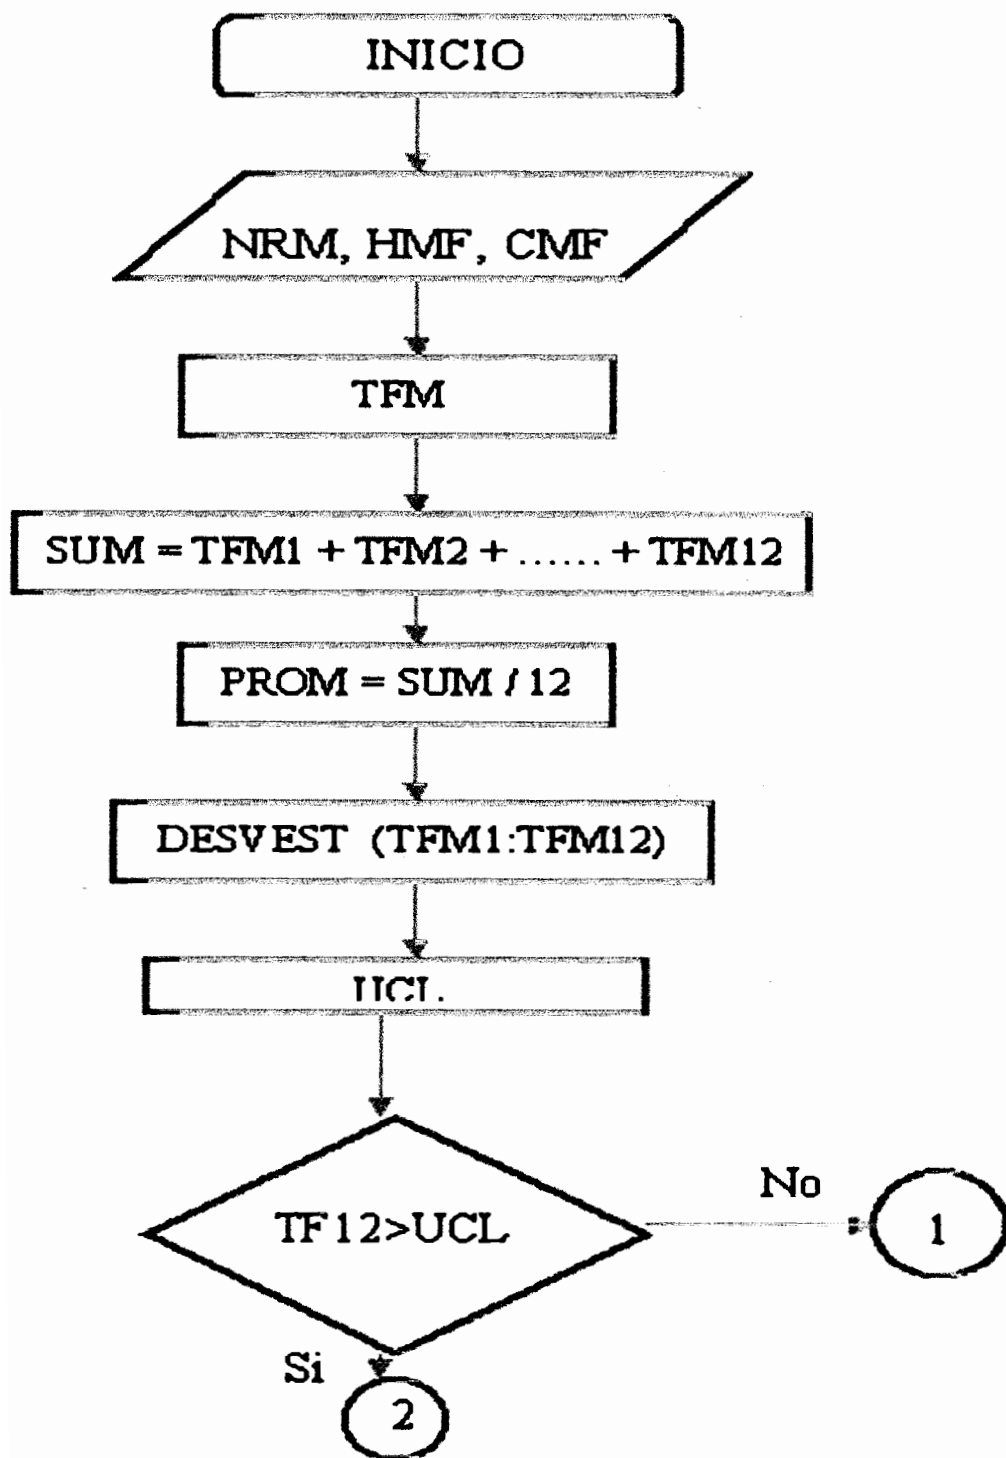 INICIO
NRM, HMF, CMF
TFM
SUM = TFM1 + TFM2 + ...... + TFM12
PROM = SUM / 12
DESVEST (TFM1:TFM12)
UCL
TF12>UCL
No
1
Si
2